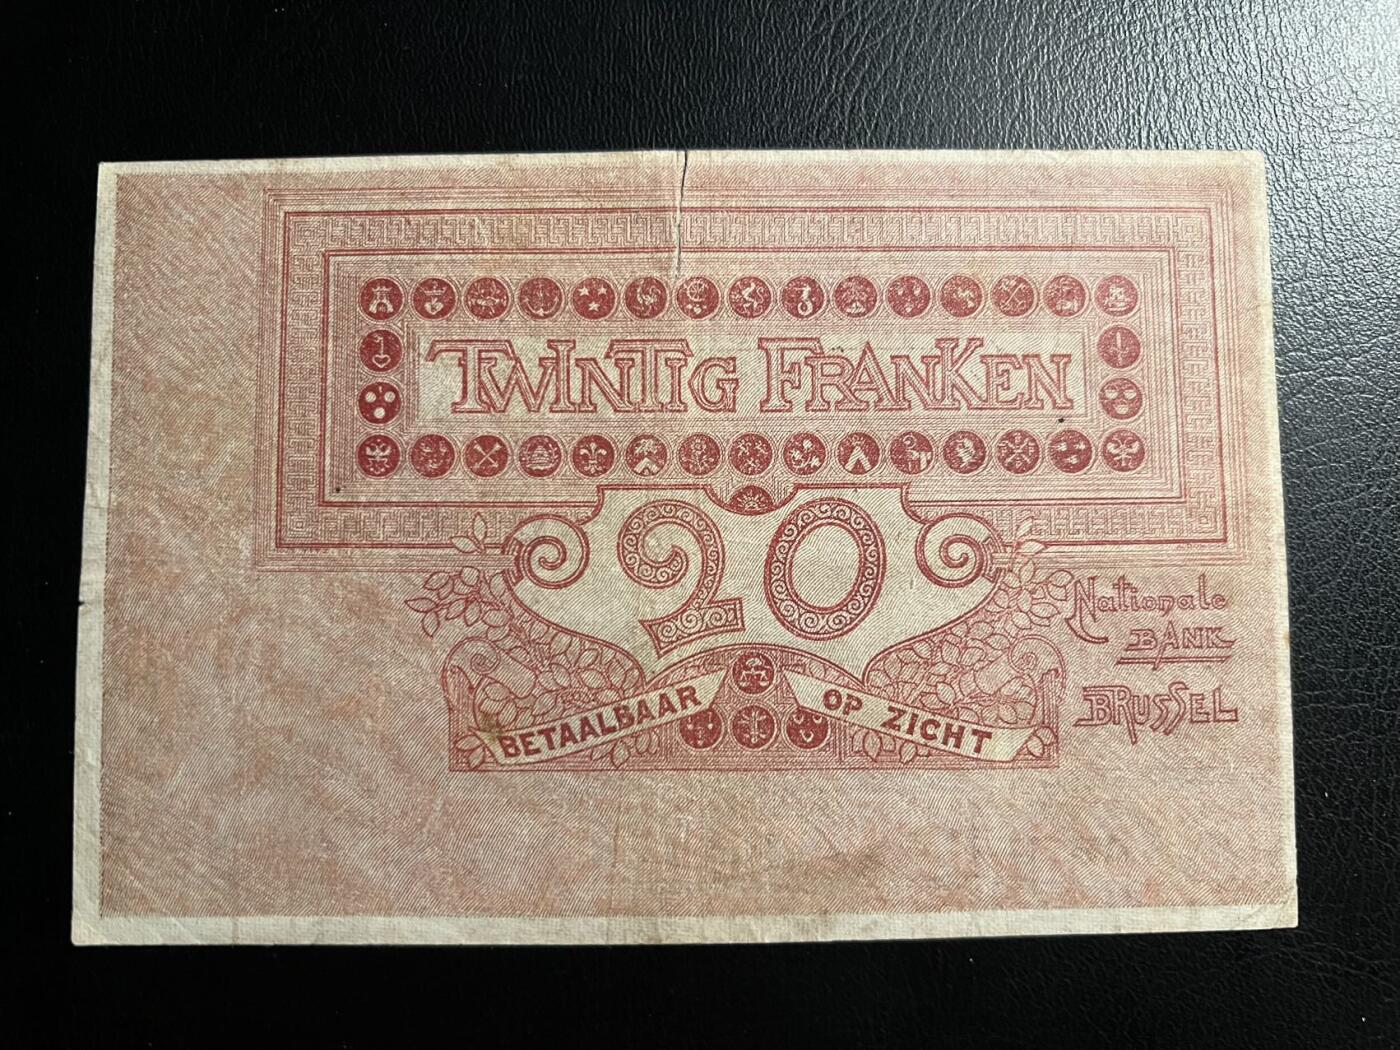 TWINTIG FRANKEN
20
Nationale
BANK
BRUSSEL
BETAALBAAR OP ZICHT